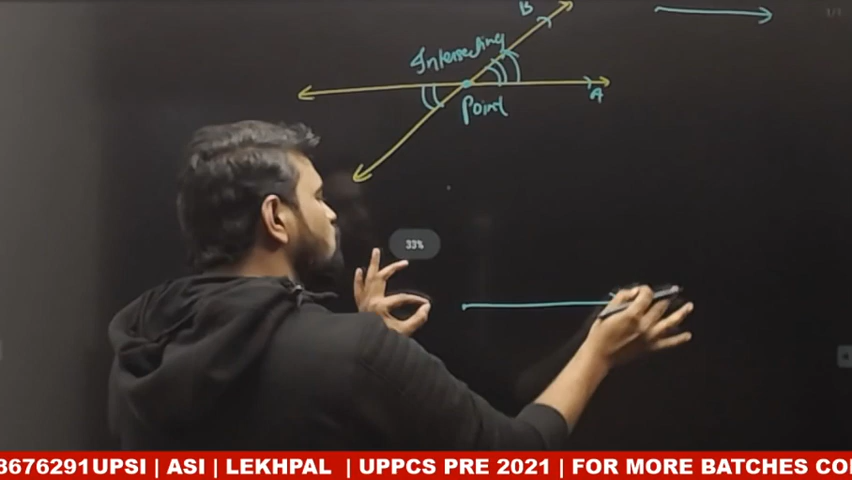 B
Intersecting
A
Point
33%
3676291UPSI | ASI | LEKHPAL | UPPCS PRE 2021 | FOR MORE BATCHES CO